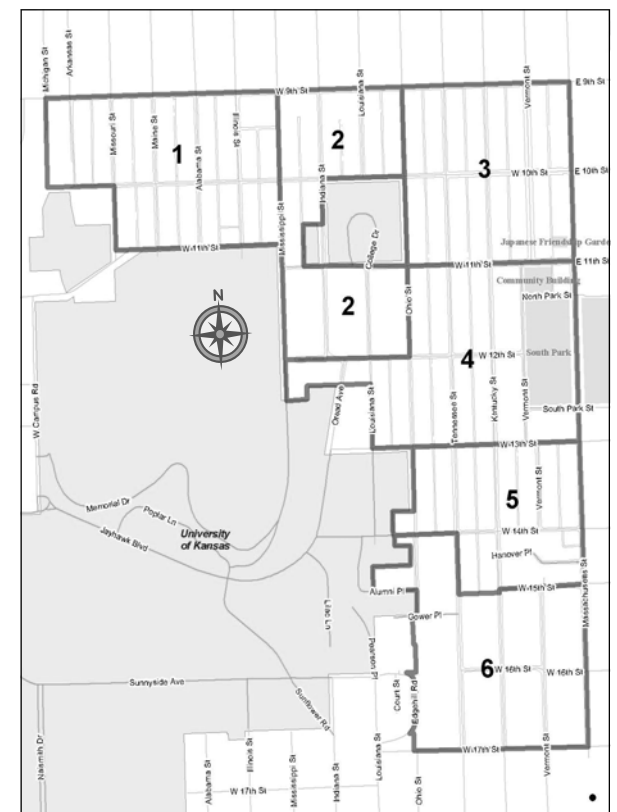 Michigan St
Arkansas St
W 9th St
E 9th St
Louisiana St
Vermont St
Missouri St
Maine St
Alabama St
Illinois St
1
2
3
W 10th St
E 10th St
Indiana St
Mississippi St
College Dr
Japanese Friendship Garde
W-11th St
W-11th St
E 11th St
Community Building
North Park St
Ohio St
2
N
4
W 12th St
South Park
W Campus Rd
Oread Ave
Louisiana St
Tennessee St
Kentucky St
Vermont St
South Park St
W-13th St
5
Vermont St
Memorial Dr
Poplar Ln
Jayhawk Blvd
University
of Kansas
W 14th St
Hanover Pl
Massachusetts St
Alumni Pl
W-15th St
Lilac Ln
Gower Pl
Pearson Pl
6
W 16th St
W 16th St
Sunnyside Ave
Sunflower Rd
Court St
Edgehill Rd
Naismith Dr
Alabama St
Illinois St
Mississippi St
Indiana St
Louisiana St
Ohio St
Vermont St
W-17th St
W 17th St